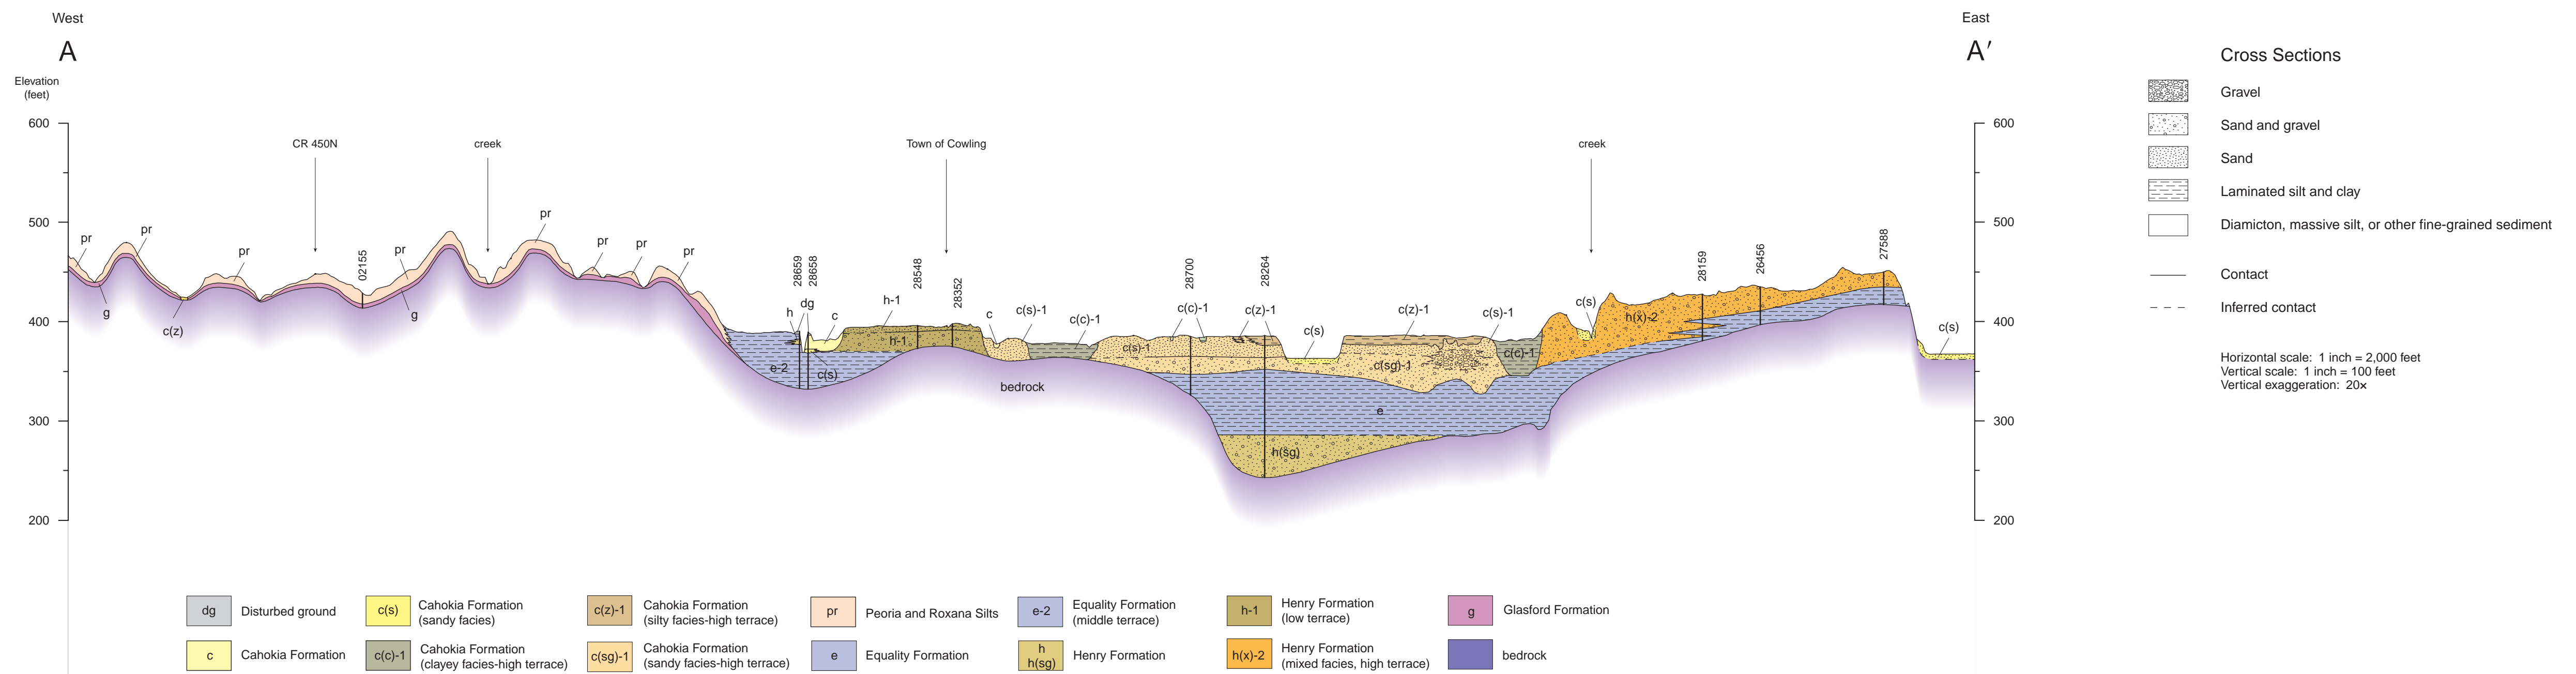 West
East
A
A′
Cross Sections
Elevation
(feet)
Gravel
600
CR 450N
creek
Town of Cowling
creek
600
Sand and gravel
Sand
Laminated silt and clay
Diamicton, massive silt, or other fine-grained sediment
500
500
pr
pr
pr
pr
pr
pr
pr
pr
02155
28659
28658
28548
28352
28700
28264
28159
26456
27588
Contact
Inferred contact
400
400
g
c(z)
g
h
dg
c
h-1
h-1
c
c(s)-1
c(c)-1
c(c)-1
c(z)-1
c(s)
c(z)-1
c(s)-1
c(s)
h(x)-2
c(s)
c(s)-1
c(c)-1
e-2
c(s)
c(sg)-1
bedrock
e
h(sg)
Horizontal scale: 1 inch = 2,000 feet
Vertical scale: 1 inch = 100 feet
Vertical exaggeration: 20×
300
300
200
200
dg
Disturbed ground
c(s)
Cahokia Formation
(sandy facies)
c(z)-1
Cahokia Formation
(silty facies-high terrace)
pr
Peoria and Roxana Silts
e-2
Equality Formation
(middle terrace)
h-1
Henry Formation
(low terrace)
g
Glasford Formation
c
Cahokia Formation
c(c)-1
Cahokia Formation
(clayey facies-high terrace)
c(sg)-1
Cahokia Formation
(sandy facies-high terrace)
e
Equality Formation
h
h(sg)
Henry Formation
h(x)-2
Henry Formation
(mixed facies, high terrace)
bedrock